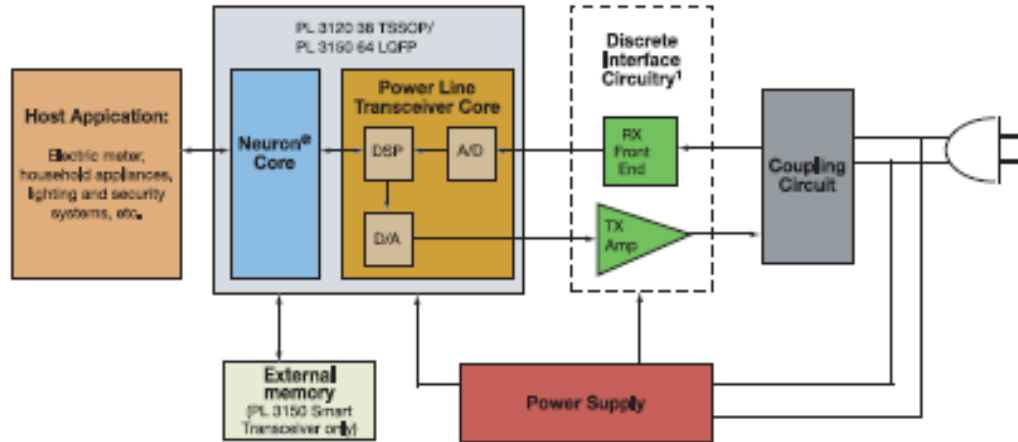 PL 3120 38 TSSOP/
PL 3150 64 LQFP
Host Appication:
Electric meter,
household appliances,
lighting and security
systems, etc.
Neuron® Core
Power Line
Transceiver Core
DSP
A/D
D/A
Discrete
Interface
Circuitry¹
RX
Front
End
TX
Amp
Coupling
Circuit
External
memory
(PL 3150 Smart
Transceiver only)
Power Supply